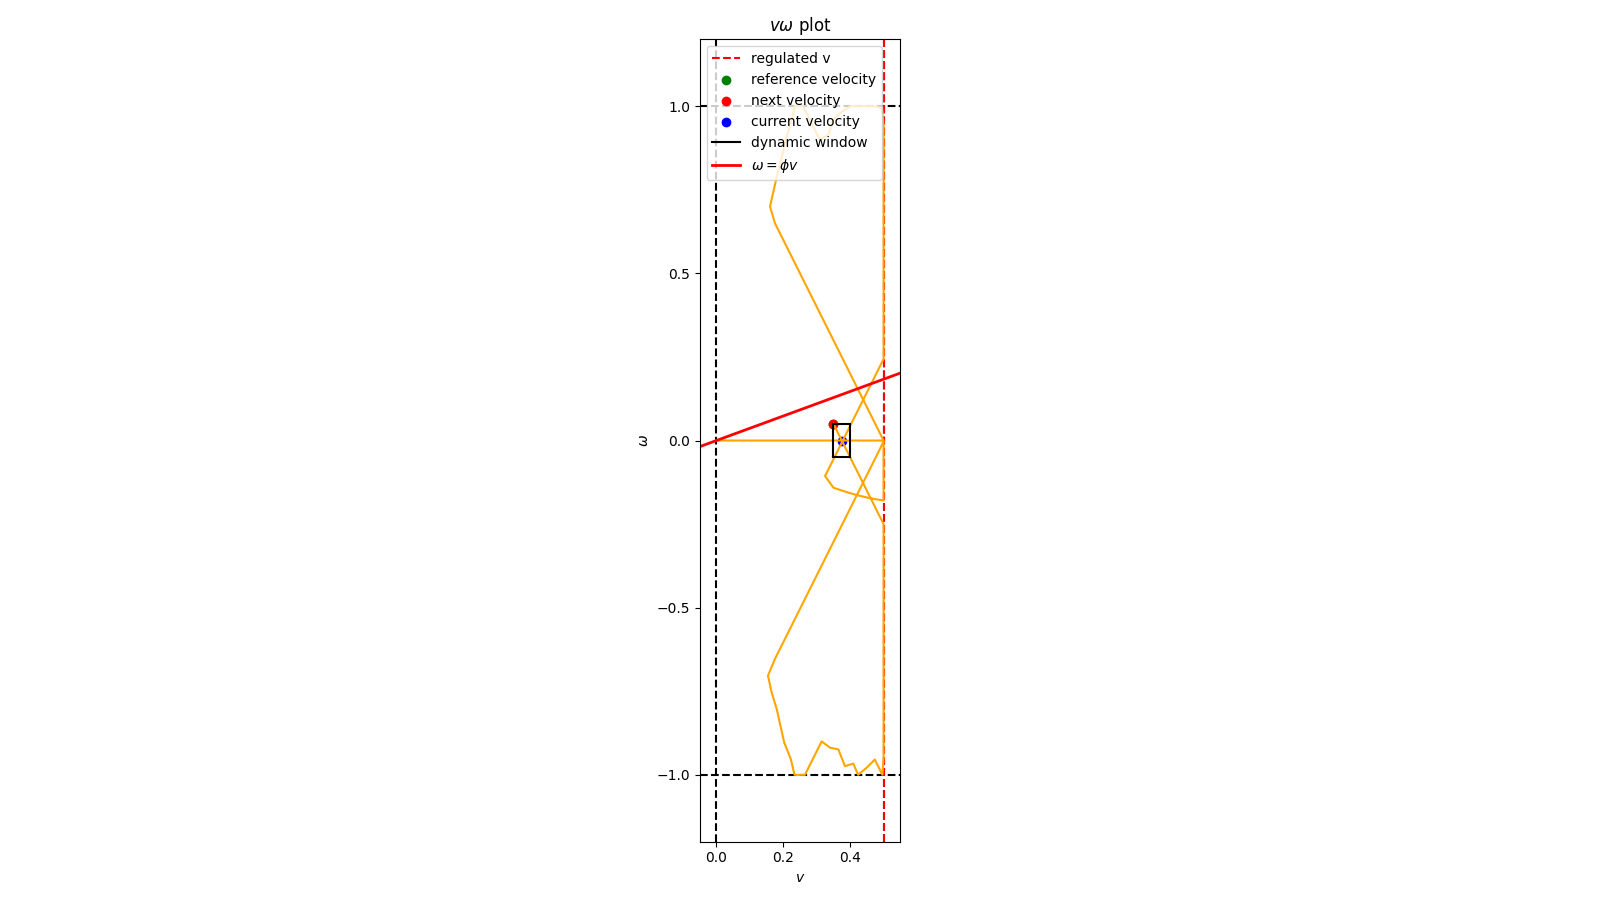 vω plot
regulated v
reference velocity
next velocity
current velocity
dynamic window
ω = ϕv
1.0
0.5
0.0
−0.5
−1.0
ω
0.0 0.2 0.4
v